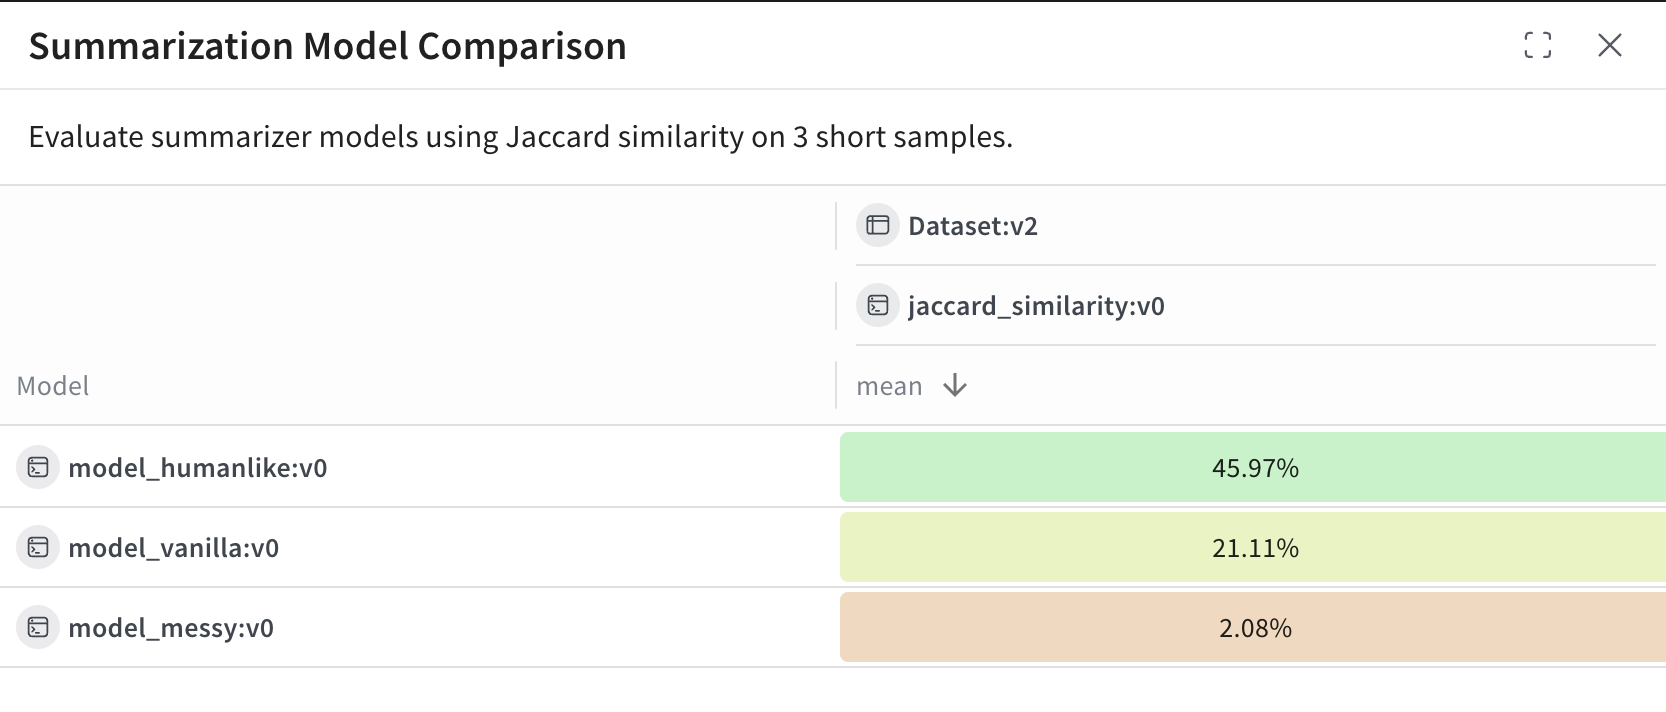 Summarization Model Comparison
Evaluate summarizer models using Jaccard similarity on 3 short samples.
Dataset:v2
jaccard_similarity:v0
Model mean
model_humanlike:v0 45.97%
model_vanilla:v0 21.11%
model_messy:v0 2.08%